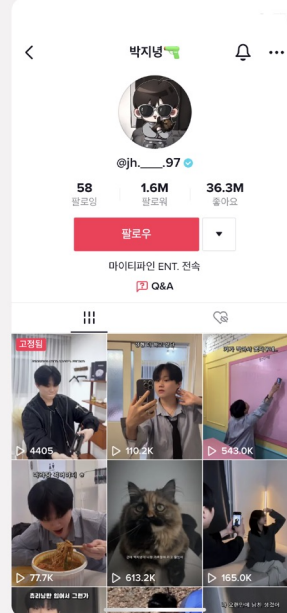 박지녕🔫
@jh.____.97
58
팔로잉
1.6M
팔로워
36.3M
좋아요
팔로우
마이티파인 ENT. 전속
Q&A
고정됨
4405
110.2K
543.0K
77.7K
613.2K
165.0K